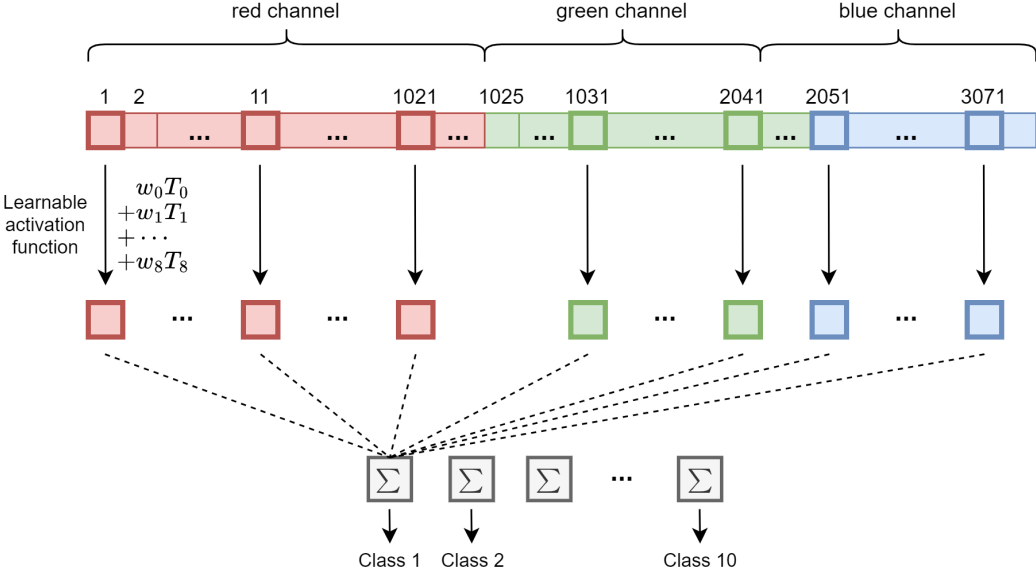 red channel green channel blue channel
1 2 11 1021 1025 1031 2041 2051 3071
... ... ... ... ... ... ...
Learnable
activation
function
w₀T₀
+w₁T₁
+⋯
+w₈T₈
... ... ... ...
Σ Σ Σ ... Σ
Class 1 Class 2 Class 10